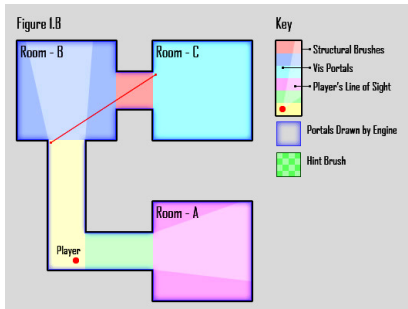 Figure 1.B
Key
Room - B
Room - C
Structural Brushes
Vis Portals
Player's Line of Sight
Portals Drawn by Engine
Hint Brush
Room - A
Player